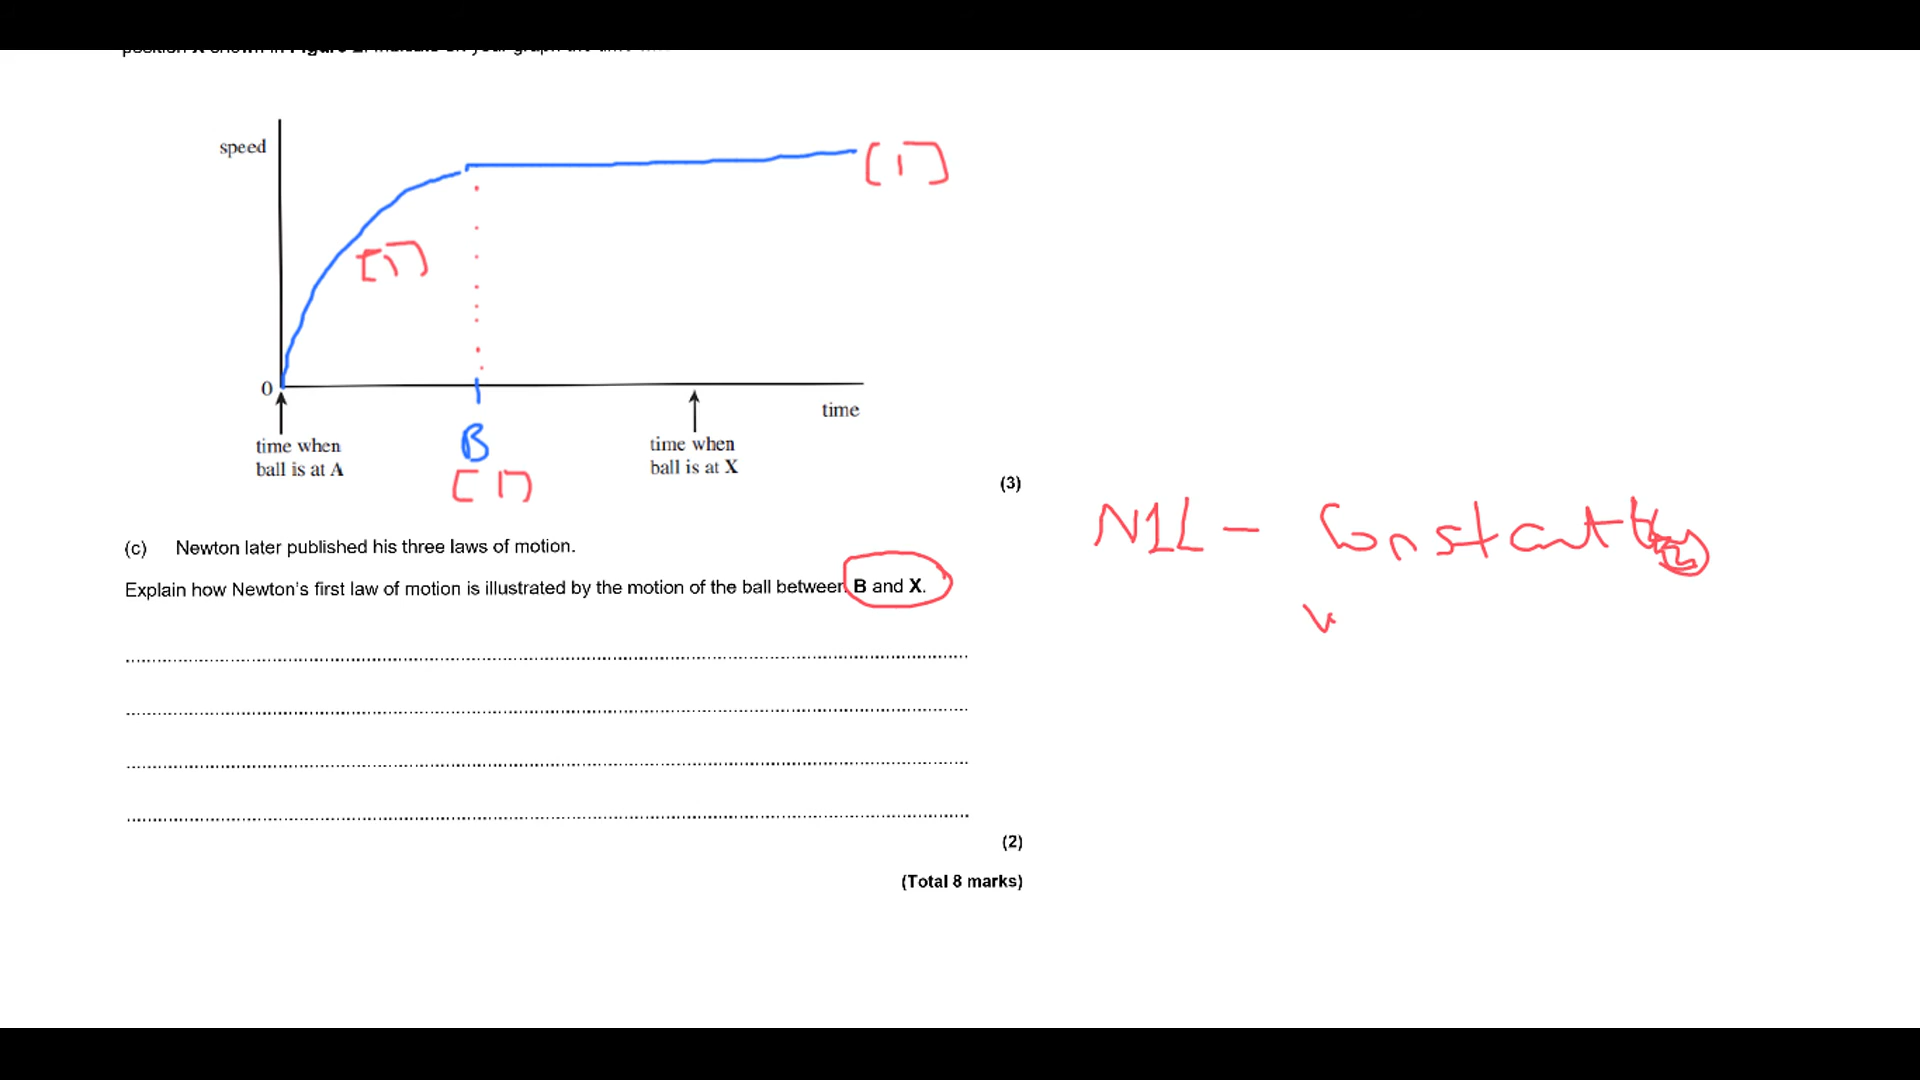 speed
[1]
[1]
0
time
time when
ball is at A
B
[1]
time when
ball is at X
(3)
N1L - Constant
(c) Newton later published his three laws of motion.
Explain how Newton's first law of motion is illustrated by the motion of the ball between B and X.
(2)
(Total 8 marks)